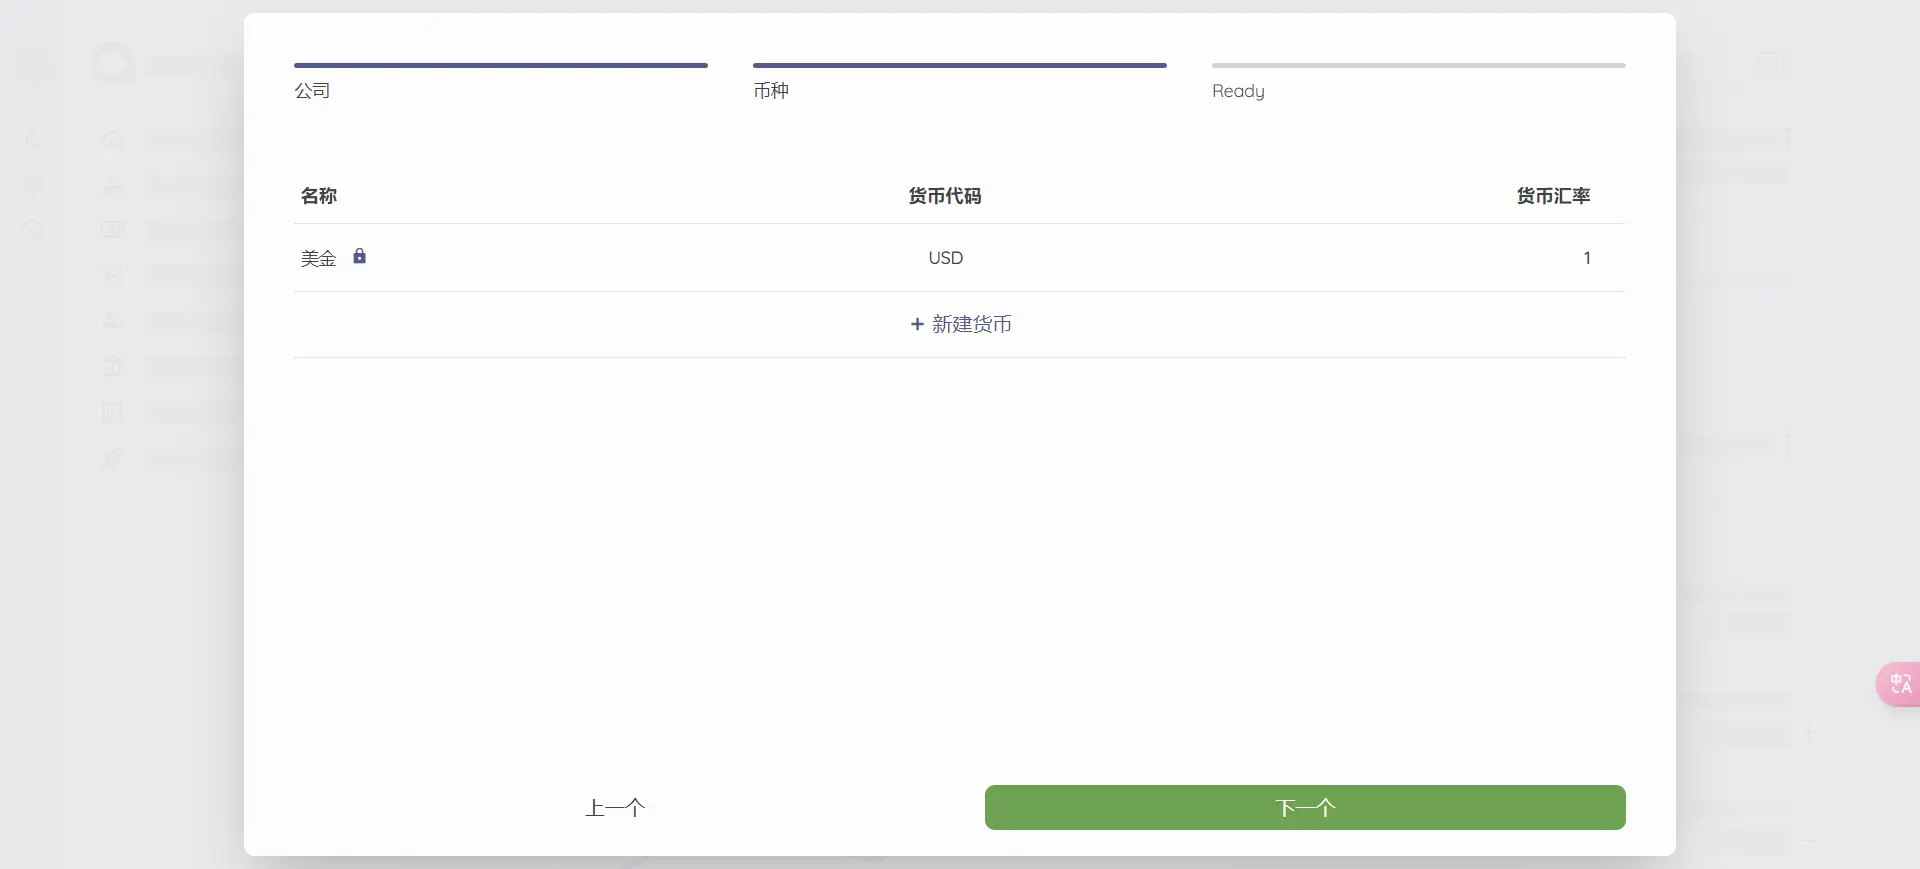 公司
币种
Ready
名称 货币代码 货币汇率
美金 USD 1
+ 新建货币
上一个 下一个
中 A